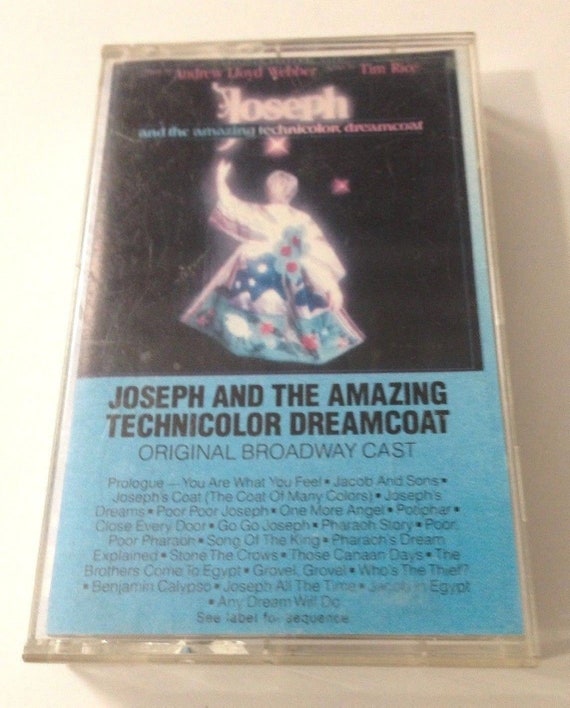 Andrew Lloyd Webber Tim Rice
Joseph
and the amazing technicolor dreamcoat
JOSEPH AND THE AMAZING
TECHNICOLOR DREAMCOAT
ORIGINAL BROADWAY CAST
Prologue — You Are What You Feel ▪ Jacob And Sons ▪
Joseph's Coat (The Coat Of Many Colors) ▪ Joseph's
Dreams ▪ Poor Poor Joseph ▪ One More Angel ▪ Potiphar ▪
Close Every Door ▪ Go Go Joseph ▪ Pharaoh Story ▪ Poor
Poor Pharaoh ▪ Song Of The King ▪ Pharaoh's Dream
Explained ▪ Stone The Crows ▪ Those Canaan Days ▪ The
Brothers Come To Egypt ▪ Grovel, Grovel ▪ Who's The Thief?
▪ Benjamin Calypso ▪ Joseph All The Time ▪ Jacob In Egypt
▪ Any Dream Will Do
See label for sequence